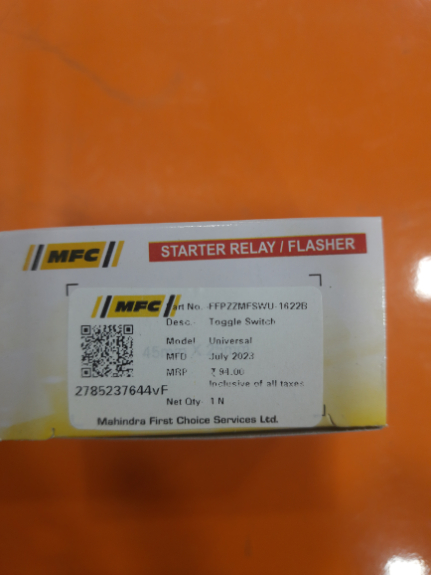 MFC
STARTER RELAY / FLASHER
MFC
Part No. -FFPZZMFSWU-1622B
Desc.- Toggle Switch
Model Universal
MFD July 2023
MRP ₹ 94.00
Inclusive of all taxes
2785237644vF
Net Qty 1 N
Mahindra First Choice Services Ltd.